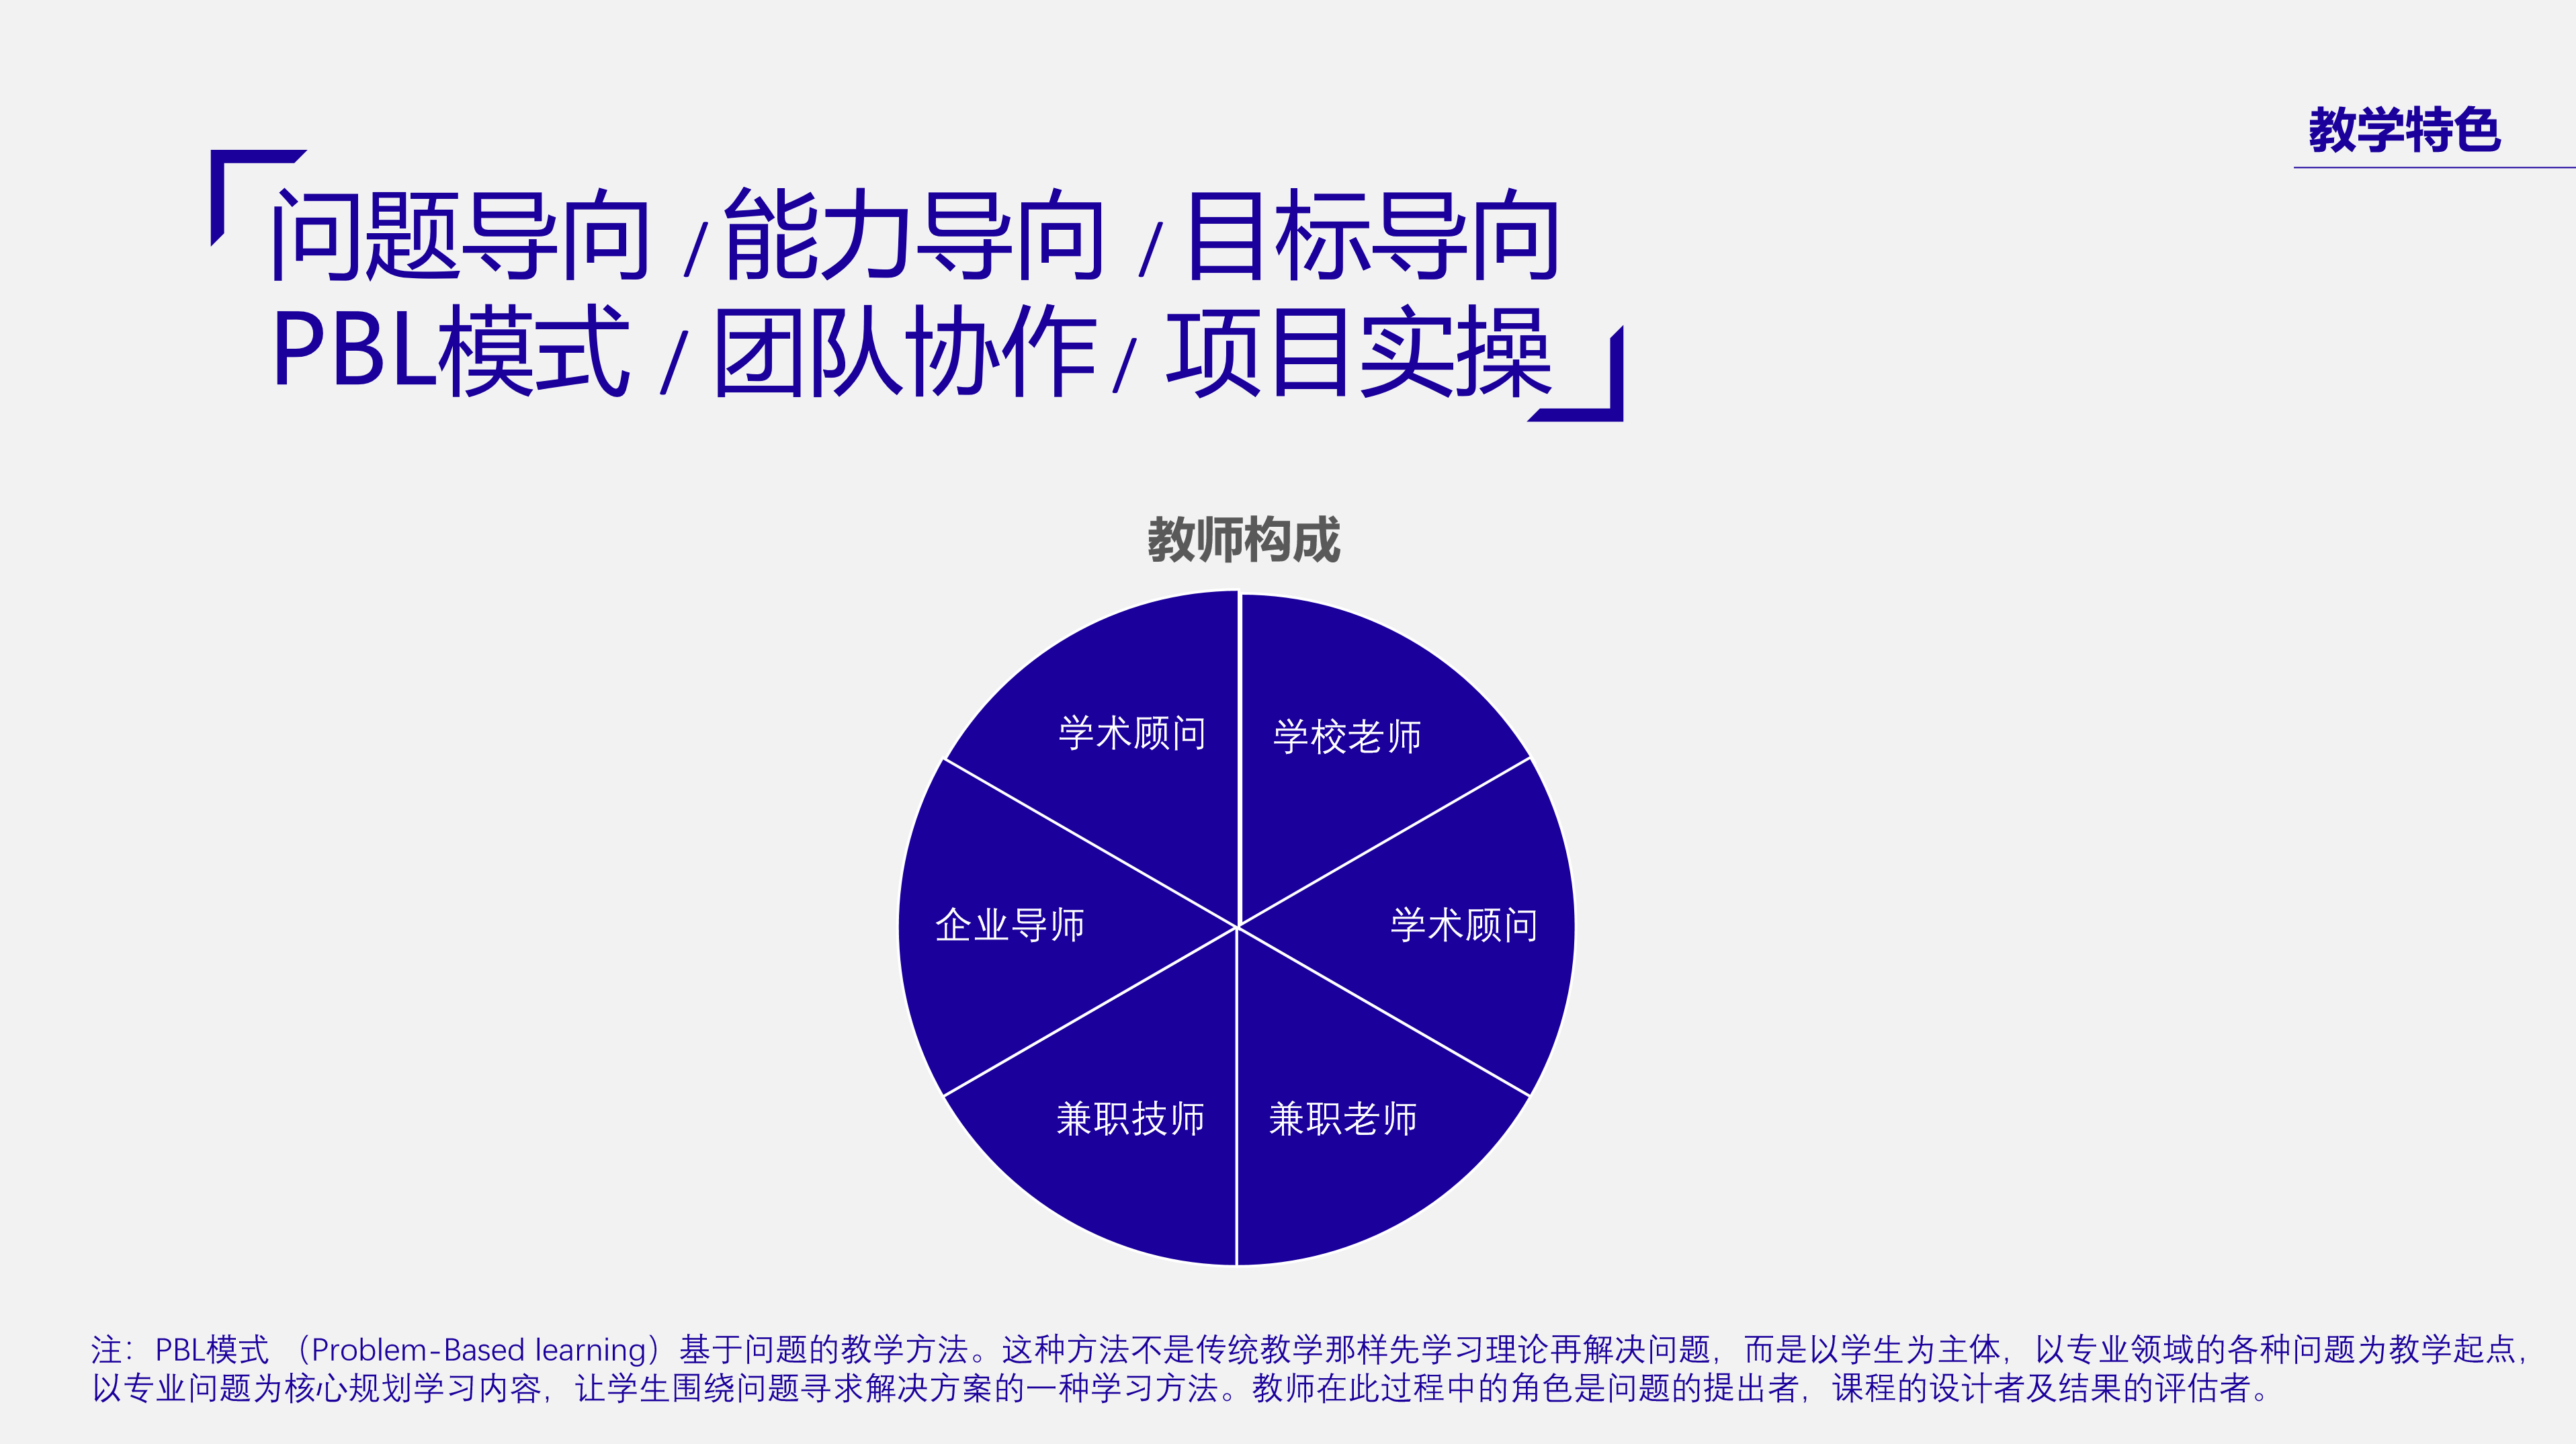 教学特色
问题导向 / 能力导向 / 目标导向
PBL模式 / 团队协作 / 项目实操
教师构成
学术顾问
学校老师
企业导师
学术顾问
兼职技师
兼职老师
注：PBL模式 （Problem-Based learning）基于问题的教学方法。这种方法不是传统教学那样先学习理论再解决问题，而是以学生为主体，以专业领域的各种问题为教学起点，
以专业问题为核心规划学习内容，让学生围绕问题寻求解决方案的一种学习方法。教师在此过程中的角色是问题的提出者，课程的设计者及结果的评估者。